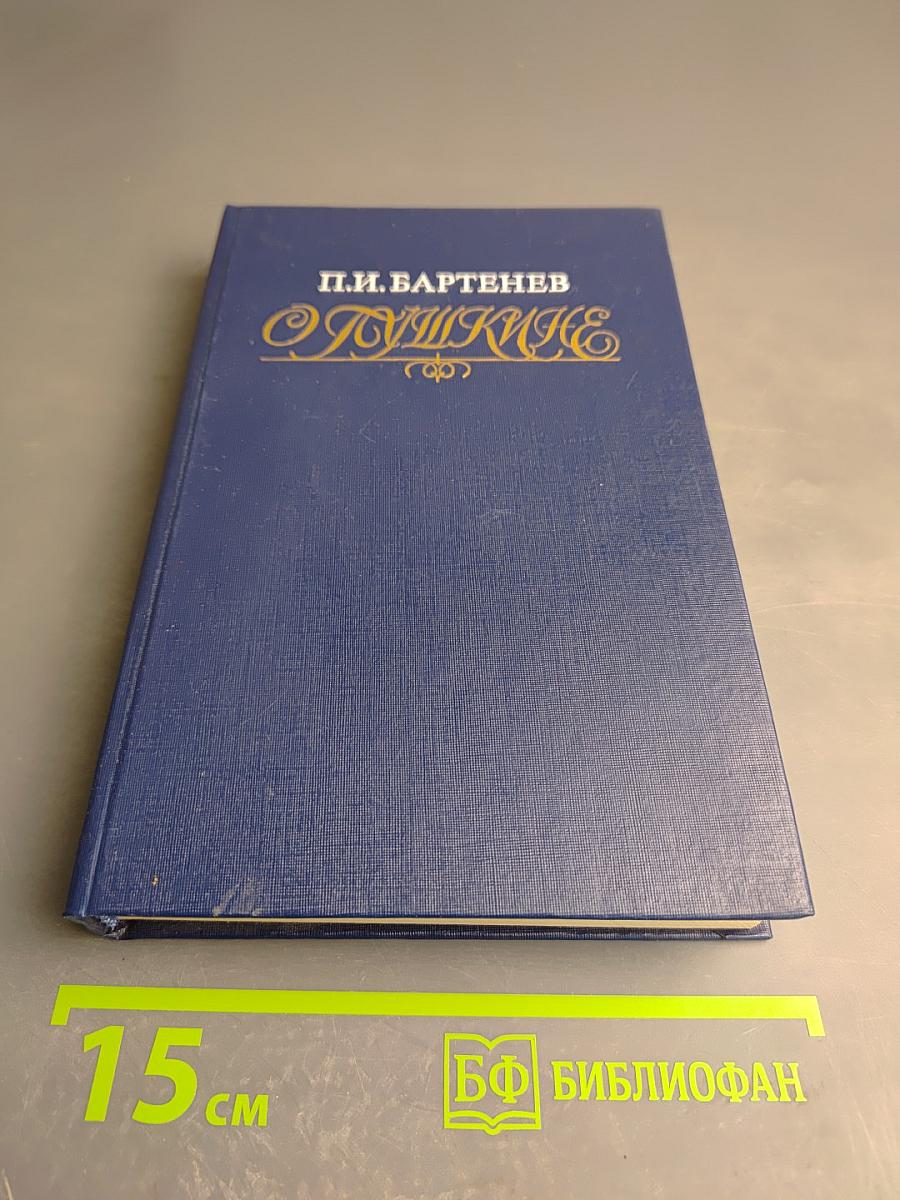 П.И. БАРТЕНЕВ
О ПУШКИНЕ
15 см
БФ БИБЛИОФАН